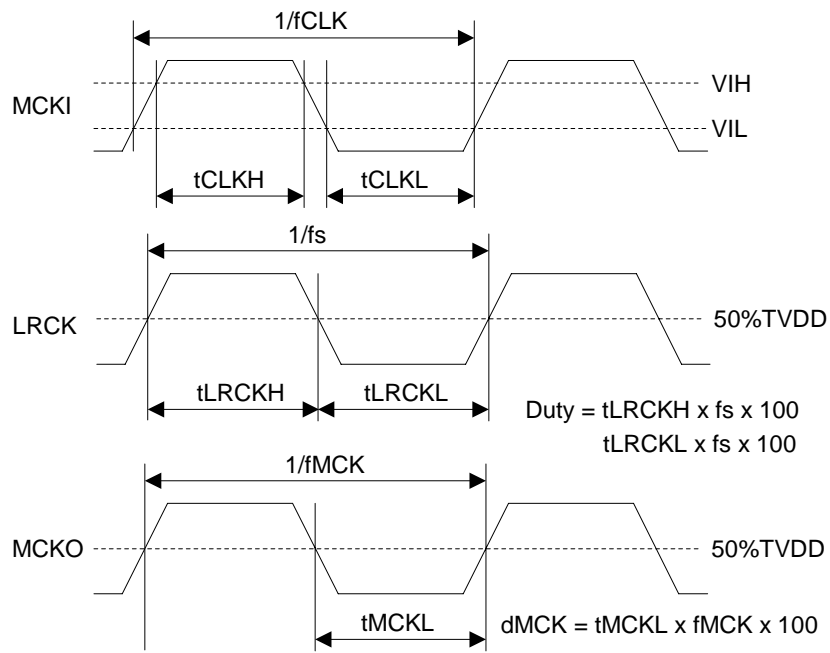 1/fCLK
MCKI
VIH
VIL
tCLKH
tCLKL
1/fs
LRCK
50%TVDD
tLRCKH
tLRCKL
Duty = tLRCKH x fs x 100
tLRCKL x fs x 100
1/fMCK
MCKO
50%TVDD
tMCKL
dMCK = tMCKL x fMCK x 100